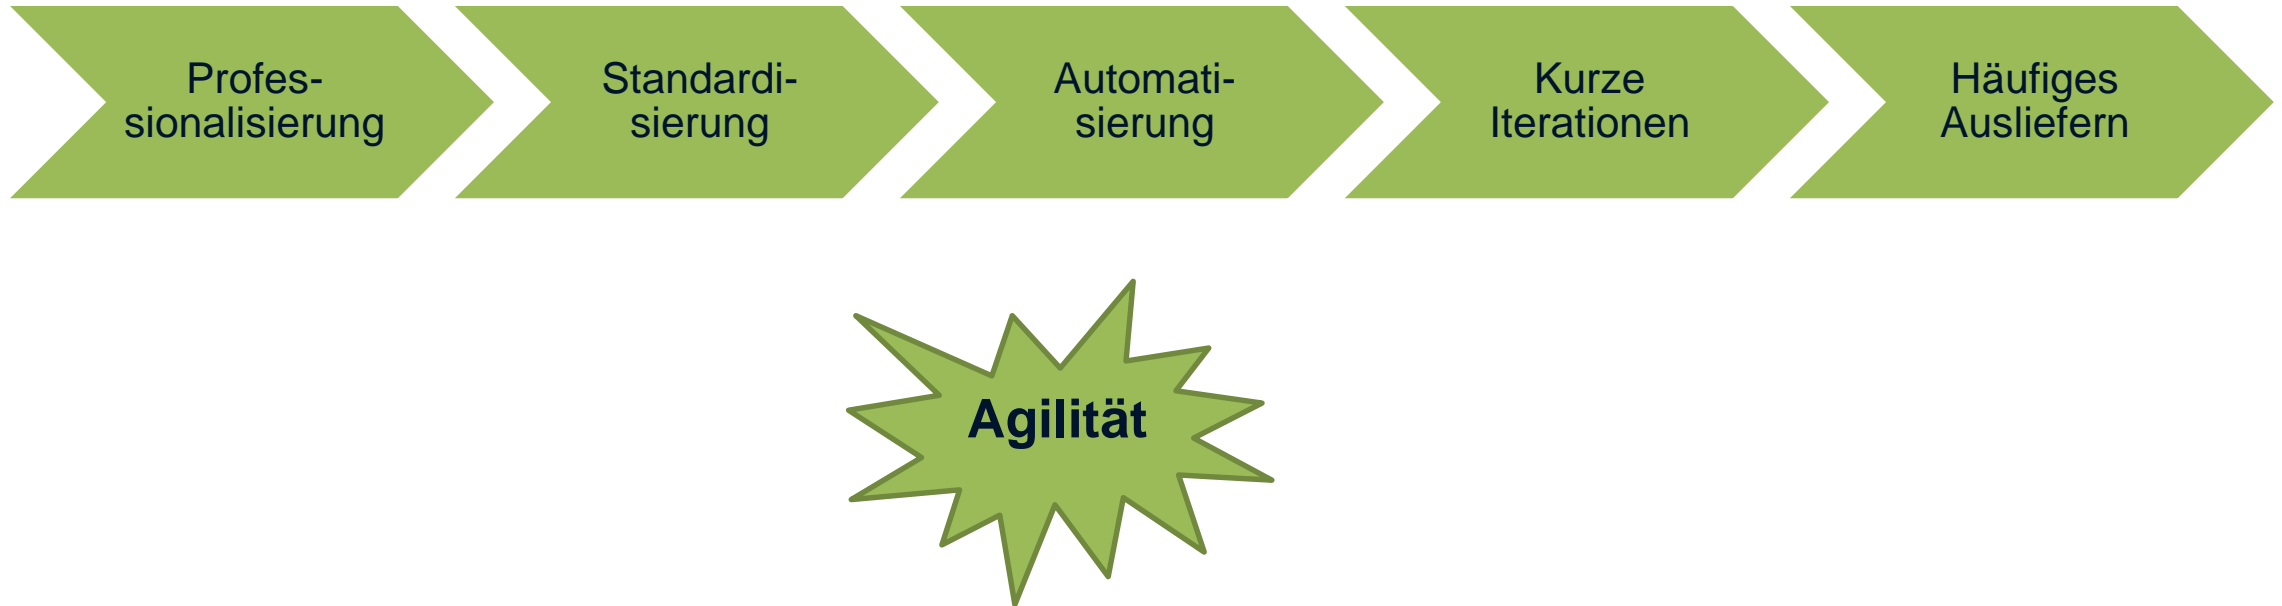 Profes-
sionalisierung
Standardi-
sierung
Automati-
sierung
Kurze
Iterationen
Häufiges
Ausliefern
Agilität